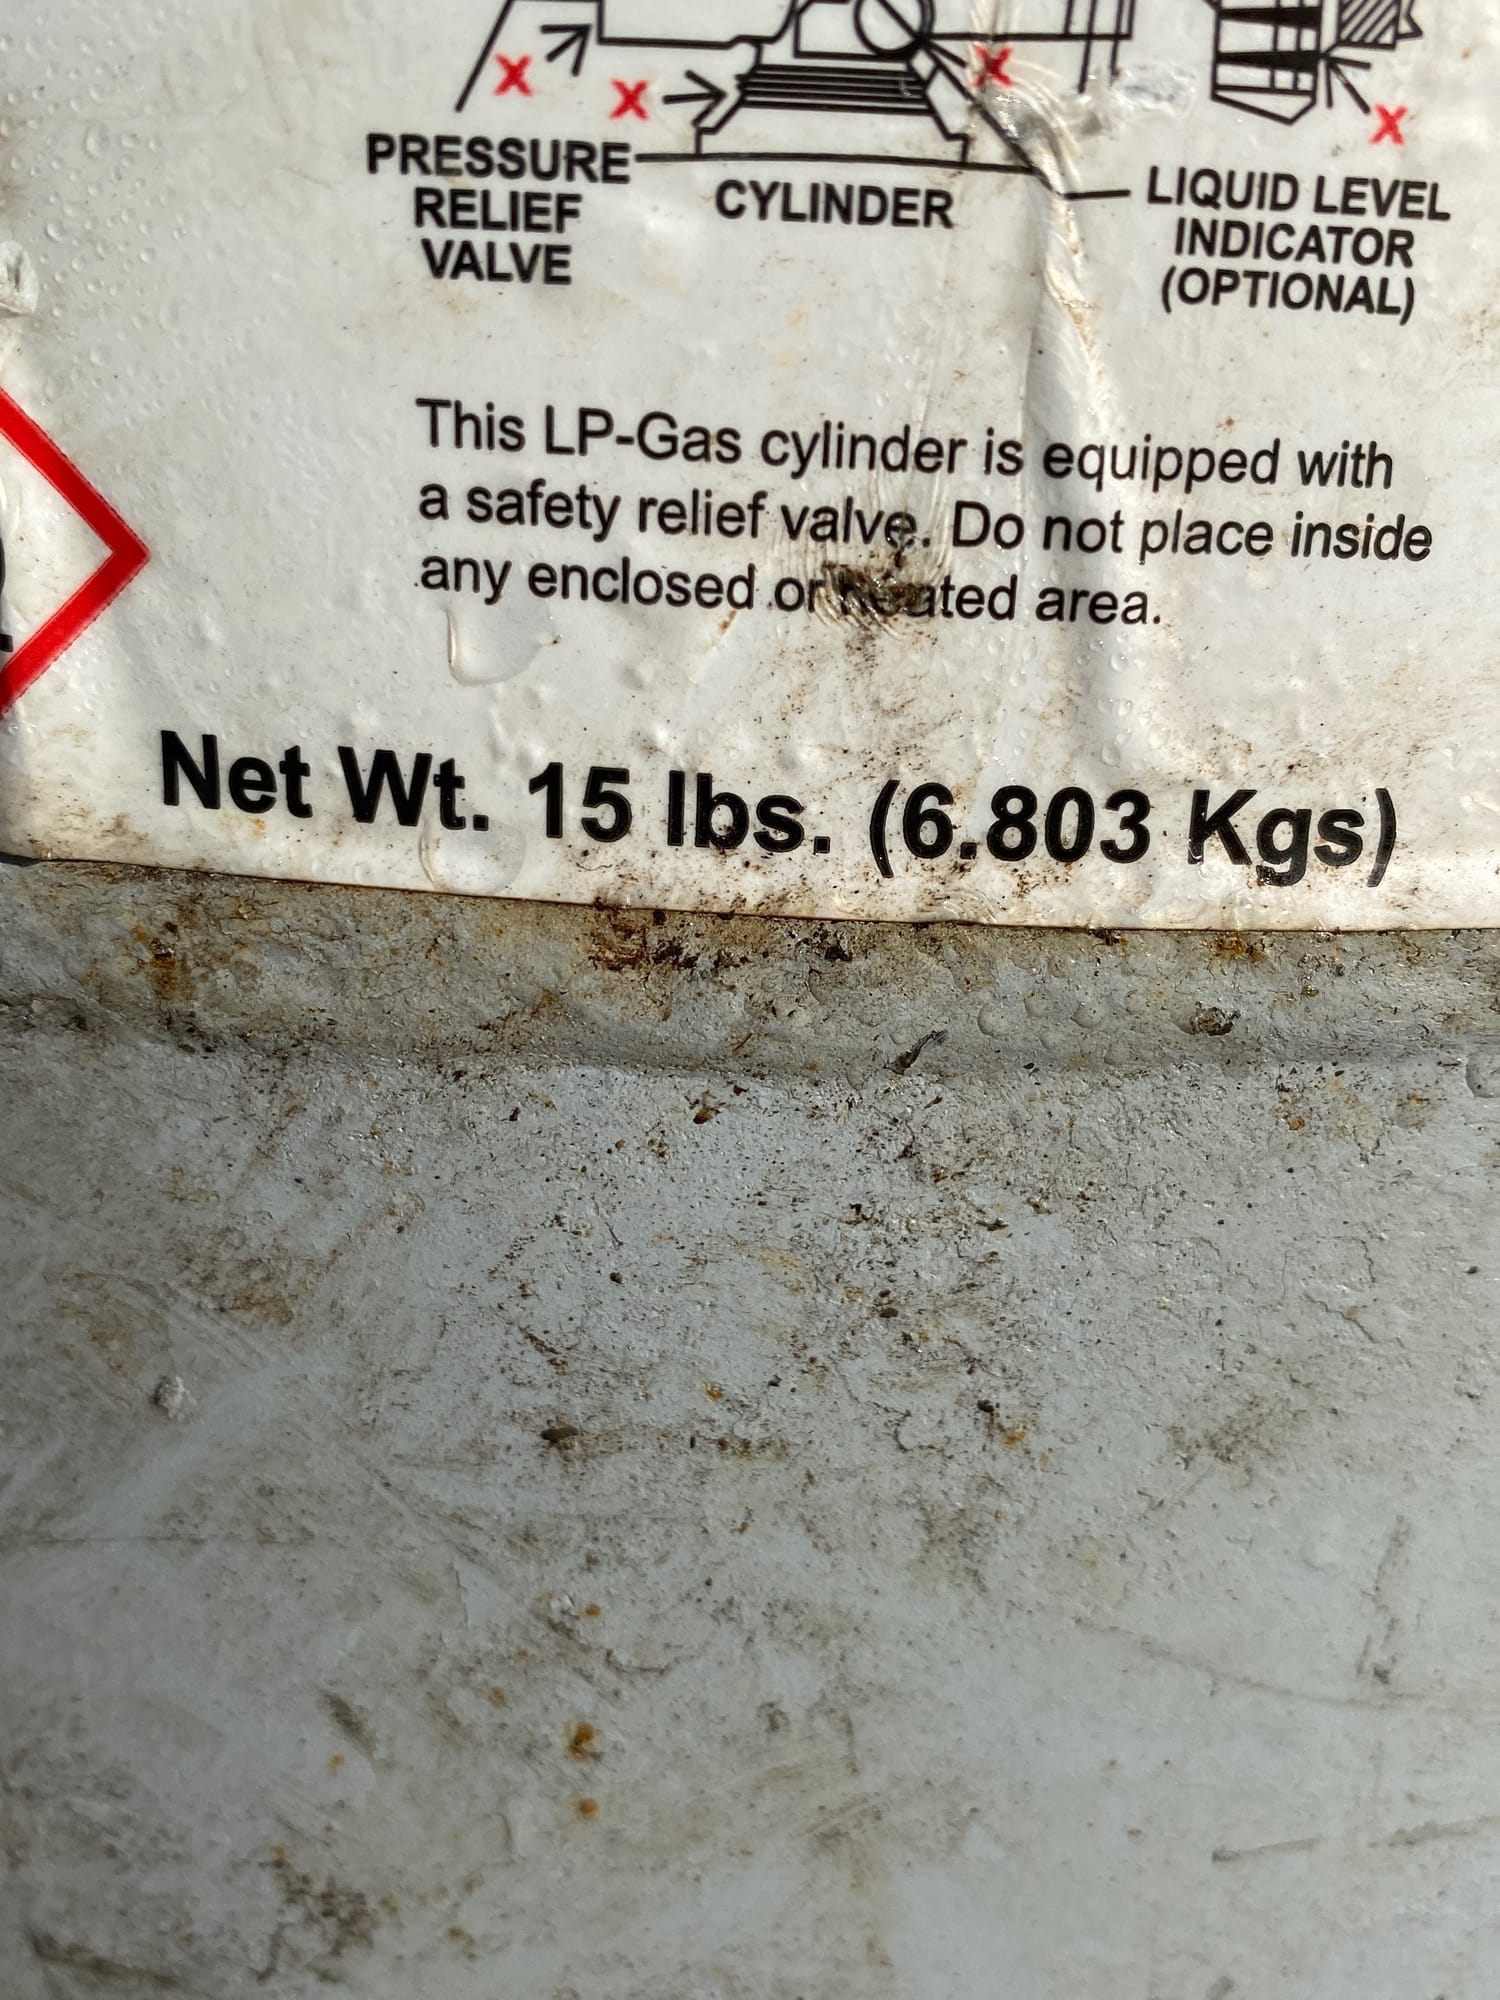 X X X X
PRESSURE
RELIEF
VALVE
CYLINDER
LIQUID LEVEL
INDICATOR
(OPTIONAL)
This LP-Gas cylinder is equipped with
a safety relief valve. Do not place inside
any enclosed or heated area.
Net Wt. 15 lbs. (6.803 Kgs)